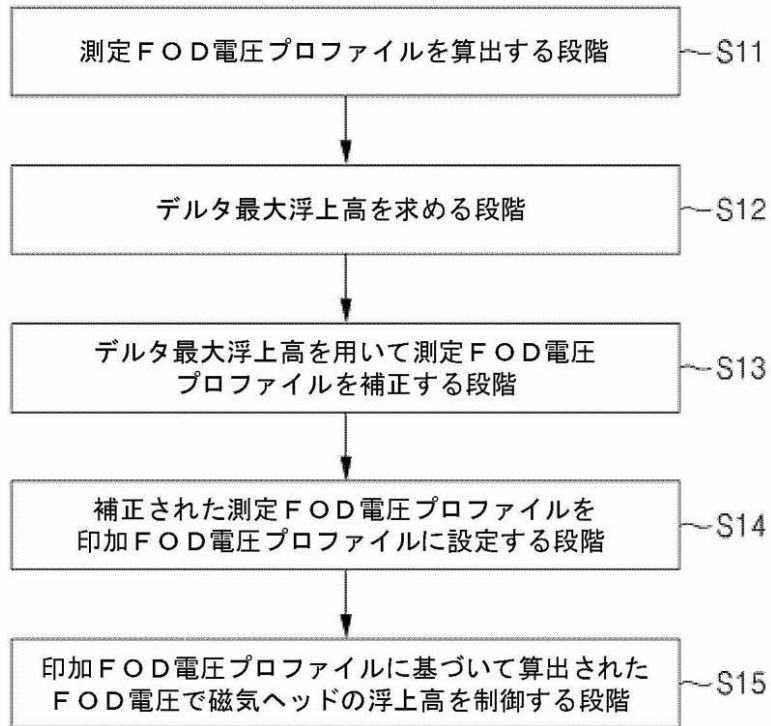 測定ＦＯＤ電圧プロファイルを算出する段階
S11
デルタ最大浮上高を求める段階
S12
デルタ最大浮上高を用いて測定ＦＯＤ電圧
プロファイルを補正する段階
S13
補正された測定ＦＯＤ電圧プロファイルを
印加ＦＯＤ電圧プロファイルに設定する段階
S14
印加ＦＯＤ電圧プロファイルに基づいて算出された
ＦＯＤ電圧で磁気ヘッドの浮上高を制御する段階
S15